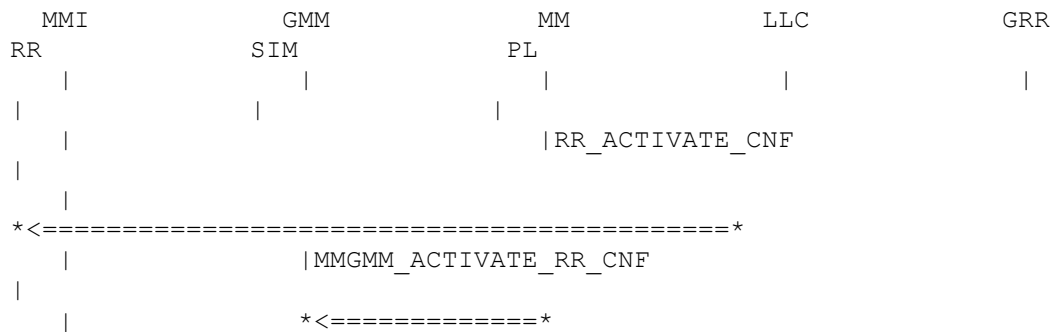 MMI GMM MM LLC GRR
RR SIM PL
| | | | |
| | |
| |RR_ACTIVATE_CNF
|
|
*<===========================================*
| |MMGMM_ACTIVATE_RR_CNF
|
| *<=============*